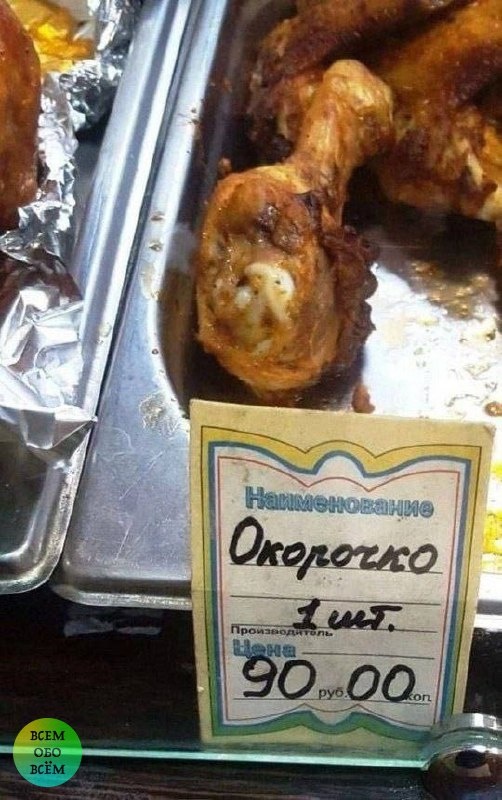 Наименование
Окорочко
1 шт.
Производитель
Цена
90 руб. 00 коп.
ВСЕМ
ОБО
ВСЁМ